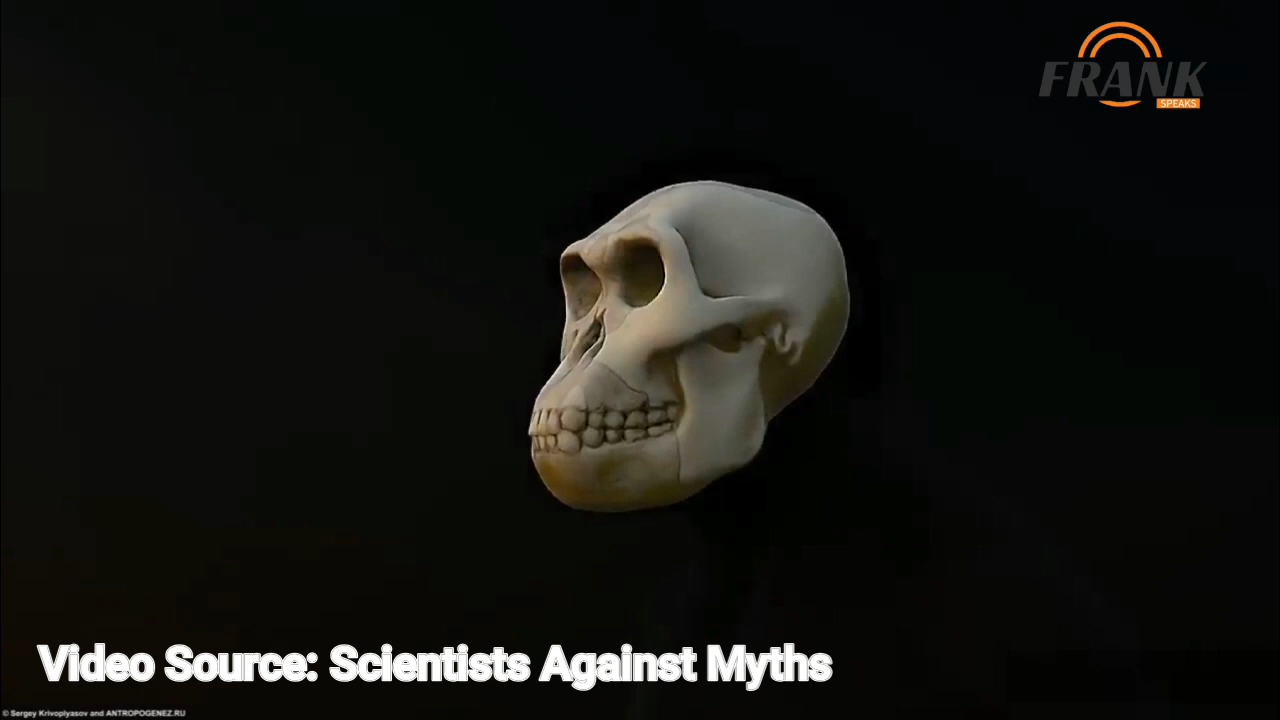 FRANK
SPEAKS
Video Source: Scientists Against Myths
© Sergey Krivoplyasov and ANTROPOGENEZ.RU